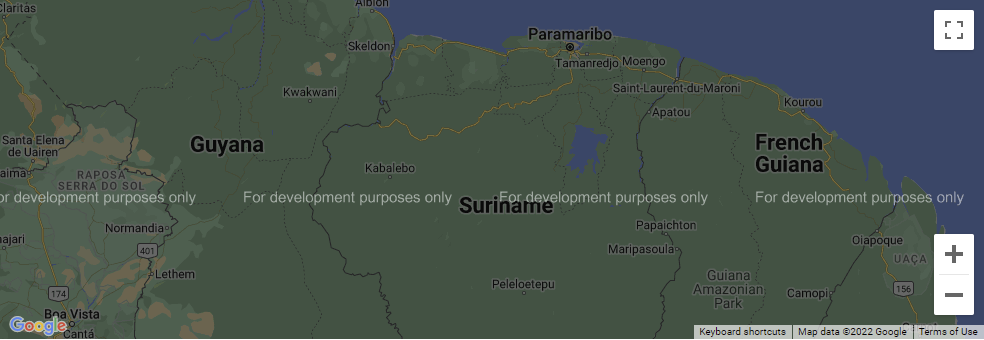 Claritas
Albion
Skeldon
Paramaribo
Tamanredjo
Moengo
Saint-Laurent-du-Maroni
Kwakwani
Kourou
Apatou
Santa Elena
de Uairen
Guyana
French
Guiana
Kabalebo
RAPOSA
SERRA DO SOL
For development purposes only
For development purposes only
For development purposes only
For development purposes only
Suriname
Normandia
Papaichton
Oiapoque
401
Maripasoula
UAÇA
Lethem
Peleloetepu
Guiana
Amazonian
Park
174
156
Camopi
Boa Vista
Cantá
Google
Keyboard shortcuts
Map data ©2022 Google
Terms of Use